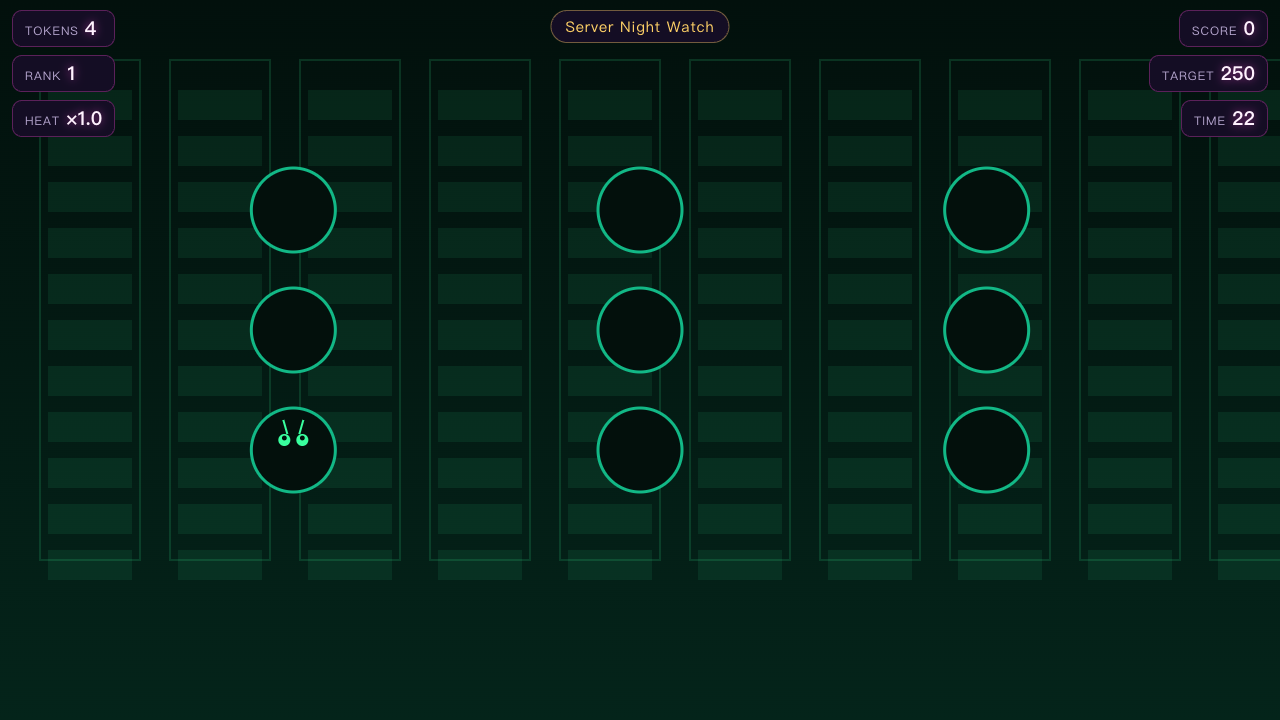 TOKENS 4
RANK 1
HEAT ×1.0
Server Night Watch
SCORE 0
TARGET 250
TIME 22